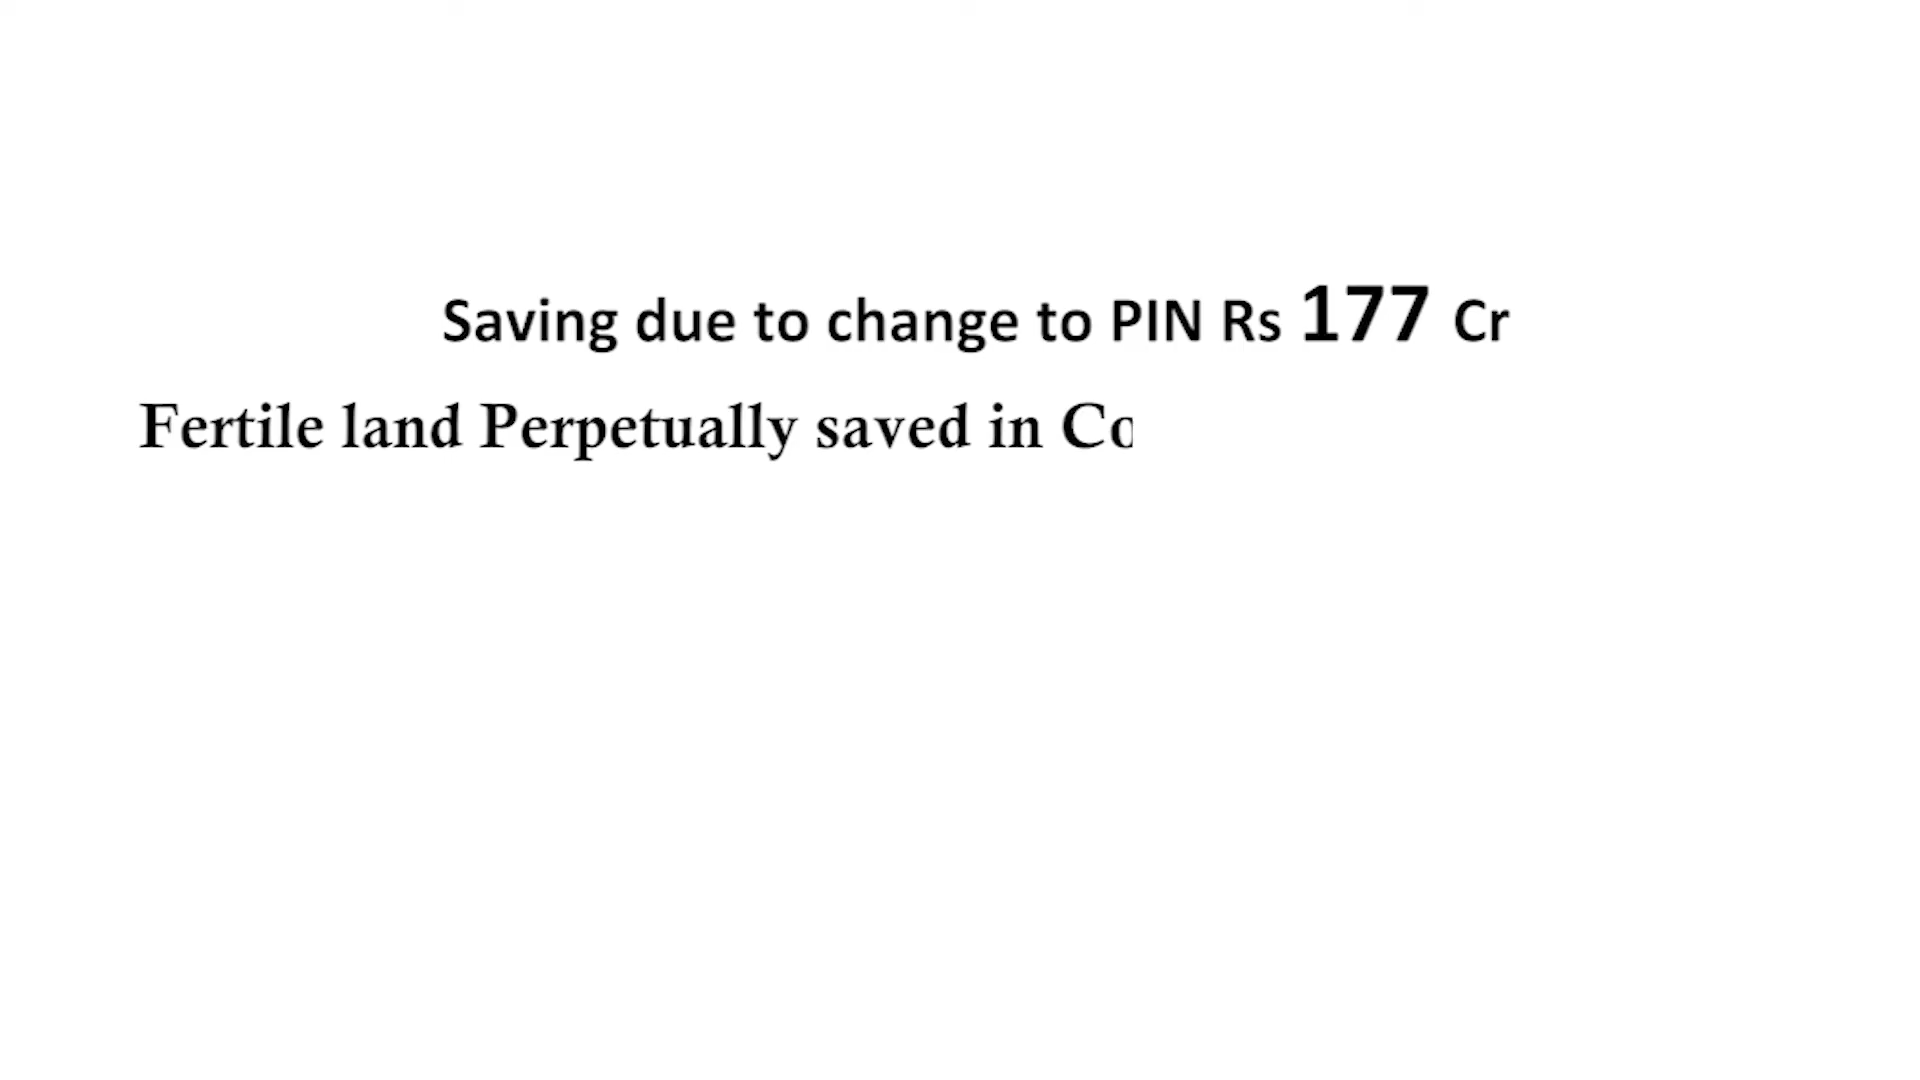 Saving due to change to PIN Rs 177 Cr
Fertile land Perpetually saved in